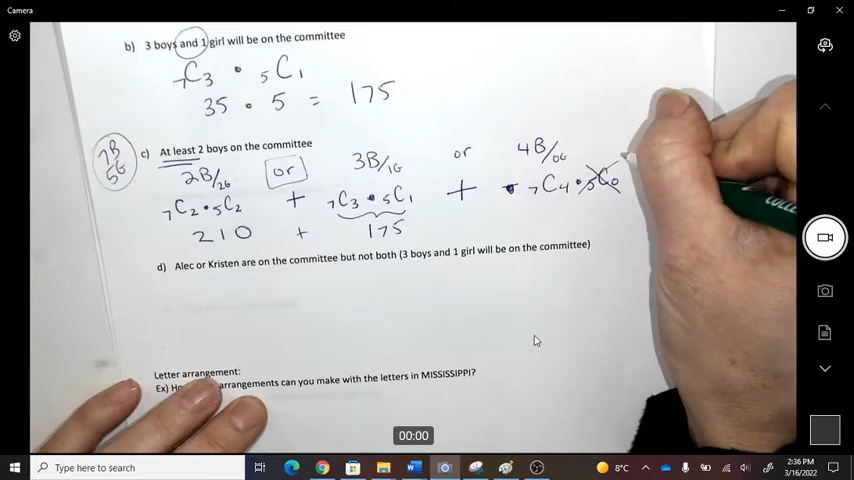 Camera
b) 3 boys and 1 girl will be on the committee
₇C₃ • ₅C₁
35 • 5 = 175
7B
5G
c) At least 2 boys on the committee
2B/2G or 3B/1G or 4B/0G
₇C₂ • ₅C₂ + ₇C₃ • ₅C₁ + ₇C₄ • ₅C₀
210 + 175
d) Alec or Kristen are on the committee but not both (3 boys and 1 girl will be on the committee)
Letter arrangement:
Ex) arrangements can you make with the letters in MISSISSIPPI?
00:00
Type here to search
8°C
2:36 PM
3/16/2022